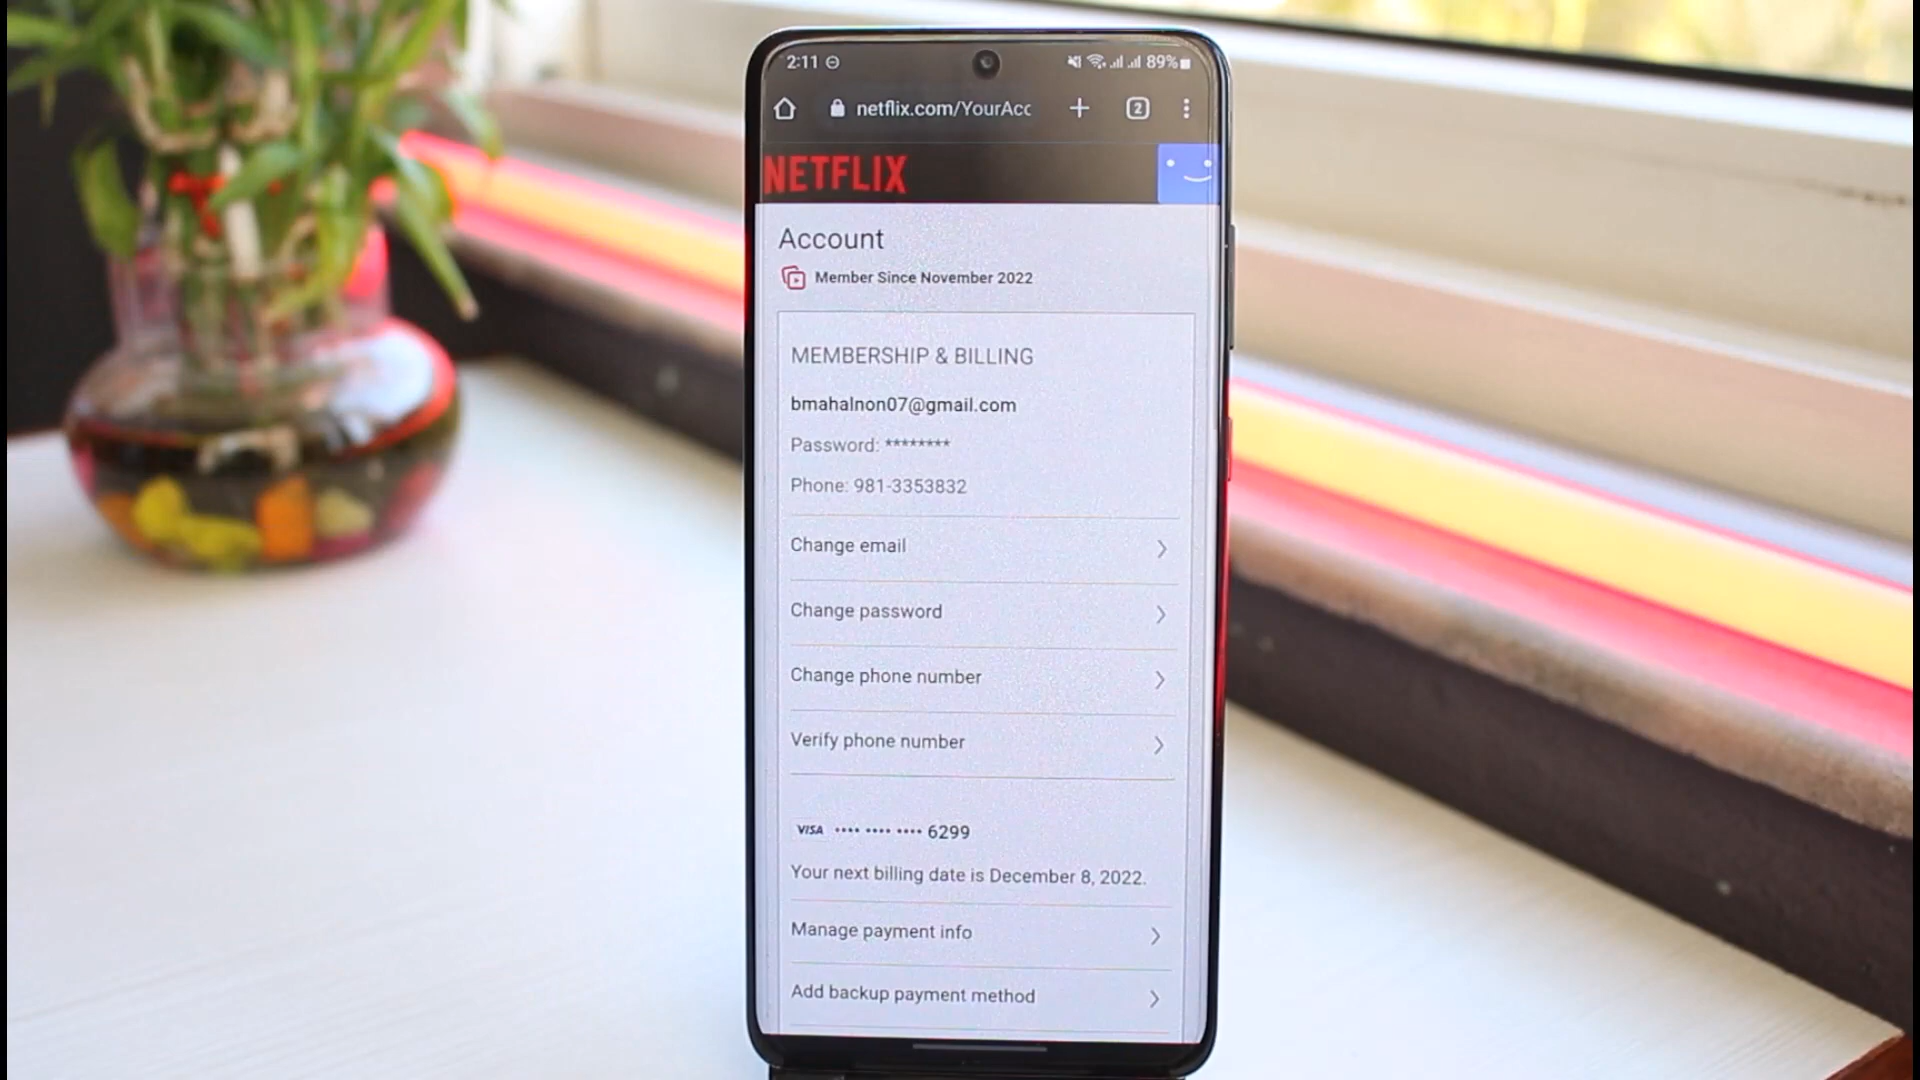 2:11 89%
netflix.com/YourAcc 2
NETFLIX
Account
Member Since November 2022
MEMBERSHIP & BILLING
bmahalnon07@gmail.com
Password: ********
Phone: 981-3353832
Change email
Change password
Change phone number
Verify phone number
VISA •••• •••• •••• 6299
Your next billing date is December 8, 2022.
Manage payment info
Add backup payment method